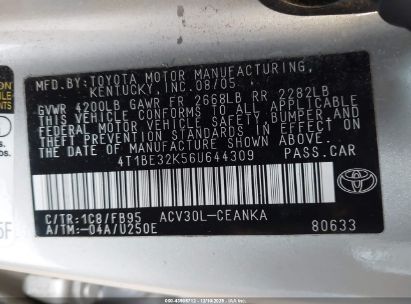 MFD.BY:TOYOTA MOTOR MANUFACTURING,
KENTUCKY, INC. 08/05
GVWR 4200LB GAWR FR 2668LB RR 2282LB
THIS VEHICLE CONFORMS TO ALL APPLICABLE
FEDERAL MOTOR VEHICLE SAFETY, BUMPER, AND
THEFT PREVENTION STANDARDS IN EFFECT ON
THE DATE OF MANUFACTURE SHOWN ABOVE.
4T1BE32K56U644309 PASS.CAR
C/TR:1C8/FB95 ACV30L-CEANKA
A/TM:-04A/U250E
TOYOTA
80633
5F